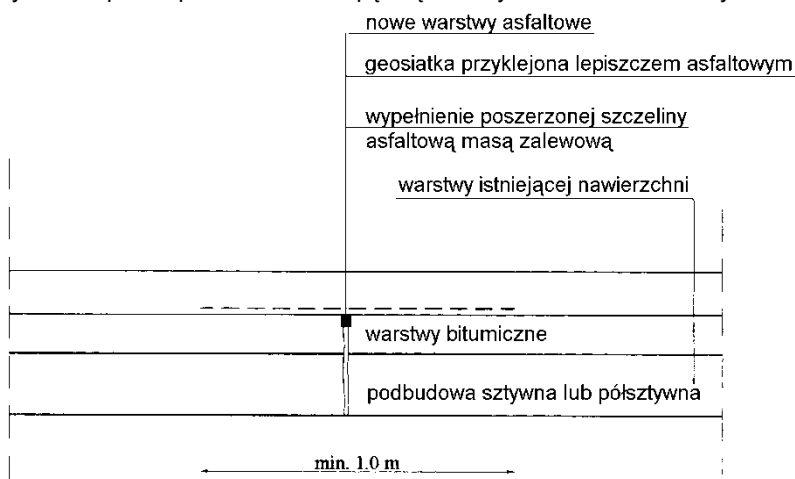 nowe warstwy asfaltowe
geosiatka przyklejona lepiszczem asfaltowym
wypełnienie poszerzonej szczeliny
asfaltową masą zalewową
warstwy istniejącej nawierzchni
warstwy bitumiczne
podbudowa sztywna lub półsztywna
min. 1.0 m